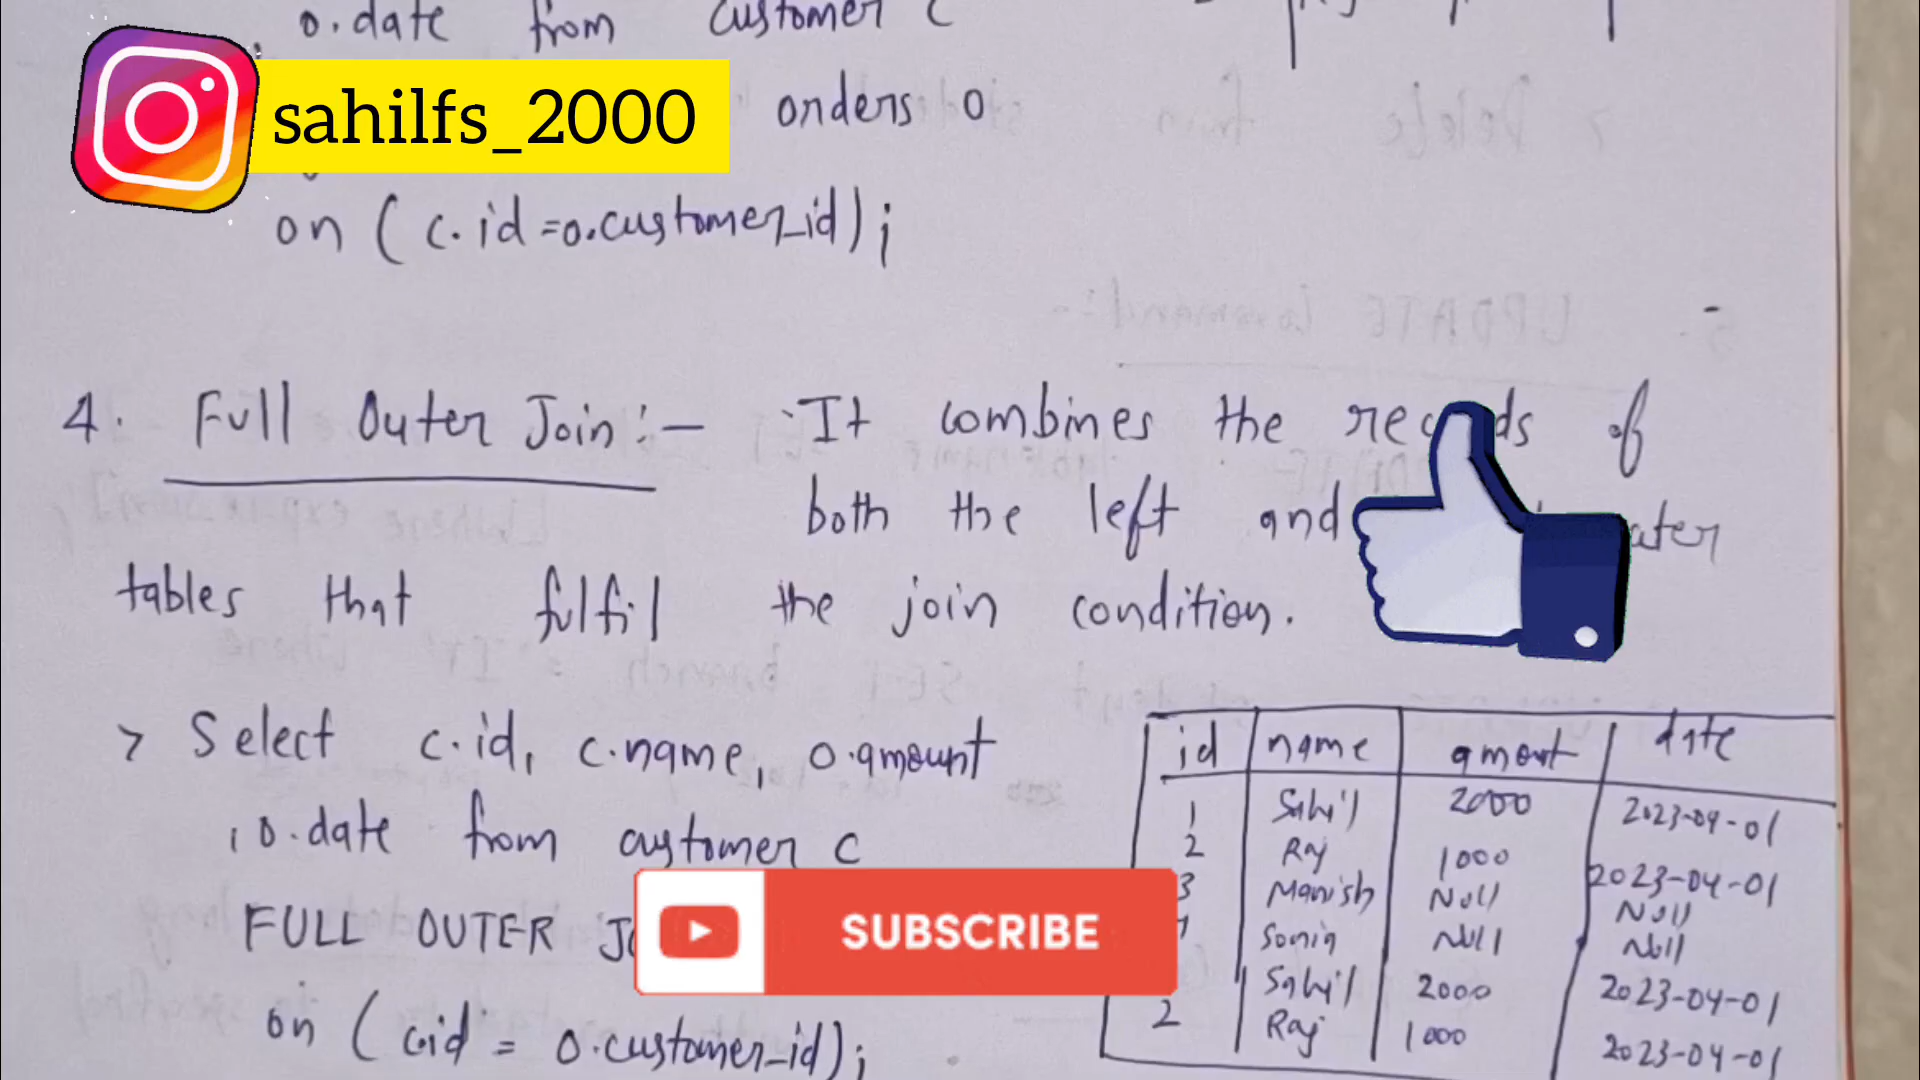 o.date from customer c
sahilfs_2000
orders o
on ( c.id =o.customer_id);
4. Full Outer Join:- It combines the of
both the left and
tables that fulfil the join condition.
> Select c.id, c.name, o.amount
, o.date from customer c
FULL OUTER
on ( c.id = o.customer_id);
SUBSCRIBE
id name amout date
1 Sahil 2000 2023-04-01
2 Raj 1000 2023-04-01
3 Manish Null Null
Sonia Null Null
Sahil 2000 2023-04-01
2 Raj 1000 2023-04-01